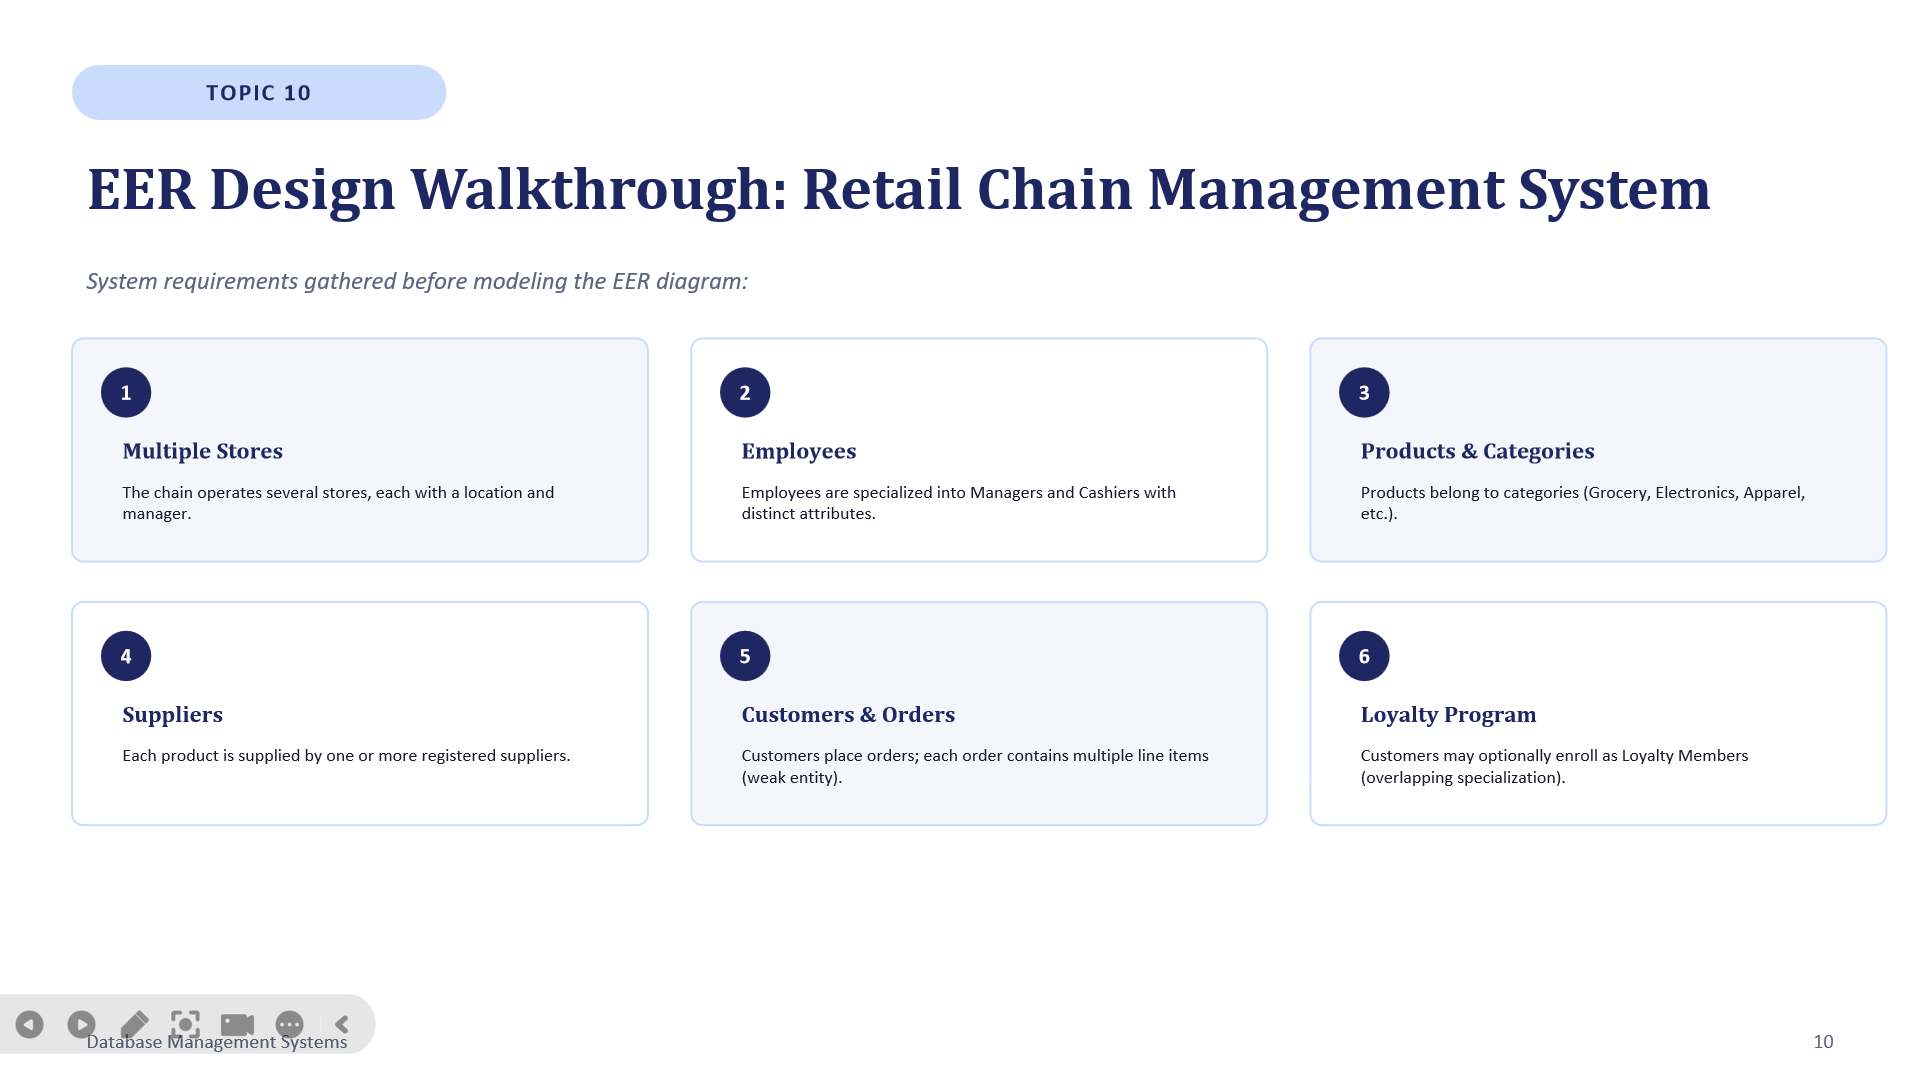 TOPIC 10
EER Design Walkthrough: Retail Chain Management System
System requirements gathered before modeling the EER diagram:
1
Multiple Stores
The chain operates several stores, each with a location and
manager.
2
Employees
Employees are specialized into Managers and Cashiers with
distinct attributes.
3
Products & Categories
Products belong to categories (Grocery, Electronics, Apparel,
etc.).
4
Suppliers
Each product is supplied by one or more registered suppliers.
5
Customers & Orders
Customers place orders; each order contains multiple line items
(weak entity).
6
Loyalty Program
Customers may optionally enroll as Loyalty Members
(overlapping specialization).
Database Management Systems
10